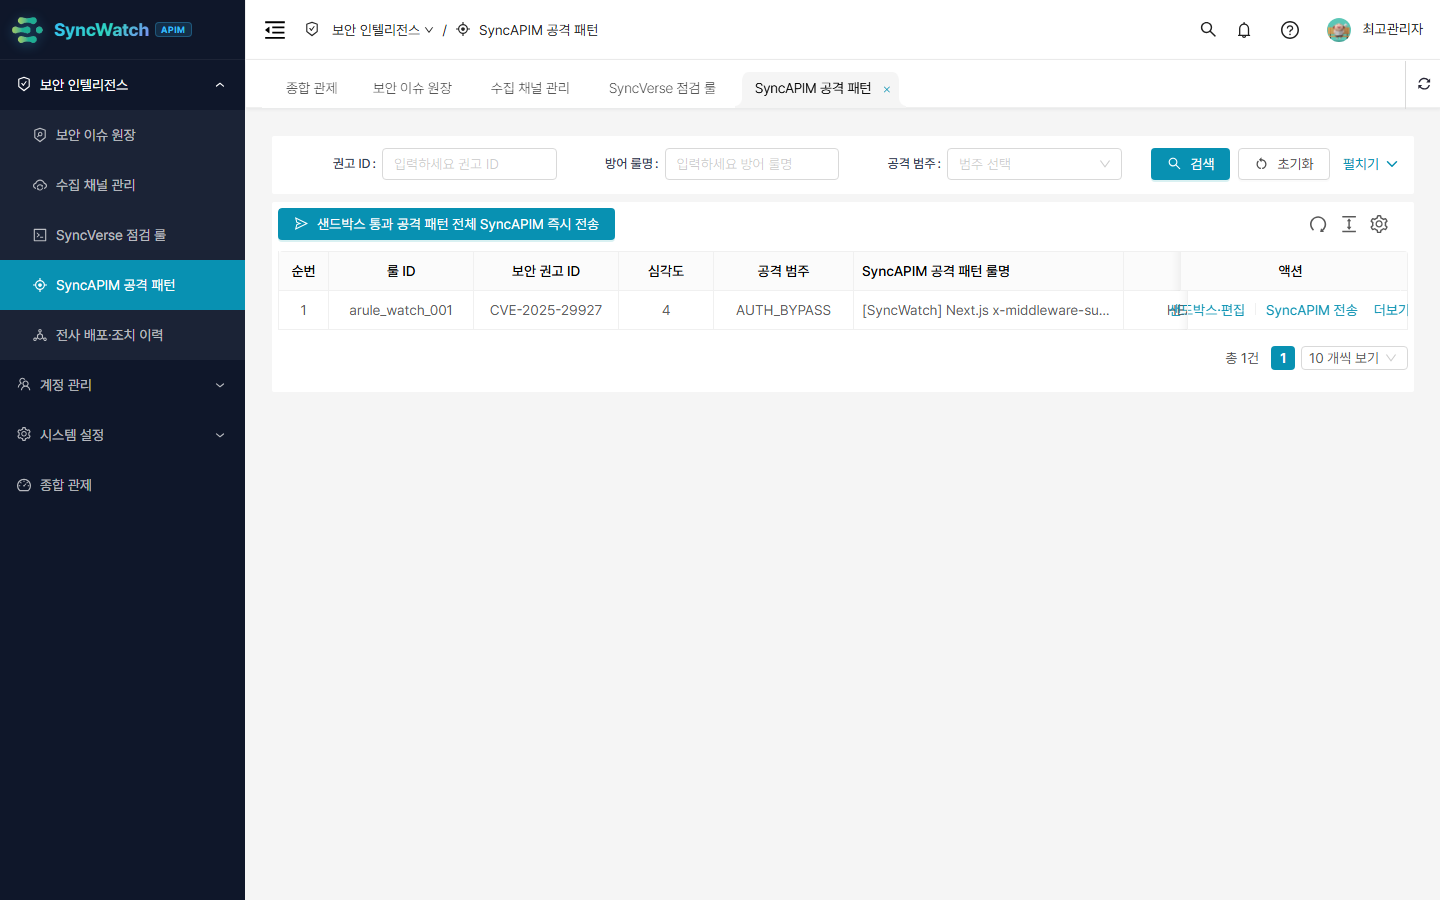 SyncWatch APIM
보안 인텔리전스
보안 이슈 원장
수집 채널 관리
SyncVerse 점검 룰
SyncAPIM 공격 패턴
전사 배포·조치 이력
계정 관리
시스템 설정
종합 관제
보안 인텔리전스 / SyncAPIM 공격 패턴
최고관리자
종합 관제 보안 이슈 원장 수집 채널 관리 SyncVerse 점검 룰 SyncAPIM 공격 패턴 ×
권고 ID : 입력하세요 권고 ID 방어 룰명 : 입력하세요 방어 룰명 공격 범주 : 범주 선택 검색 초기화 펼치기
샌드박스 통과 공격 패턴 전체 SyncAPIM 즉시 전송
순번 룰 ID 보안 권고 ID 심각도 공격 범주 SyncAPIM 공격 패턴 룰명 액션
1 arule_watch_001 CVE-2025-29927 4 AUTH_BYPASS [SyncWatch] Next.js x-middleware-su... 샌드박스·편집 SyncAPIM 전송 더보기
총 1건 1 10 개씩 보기